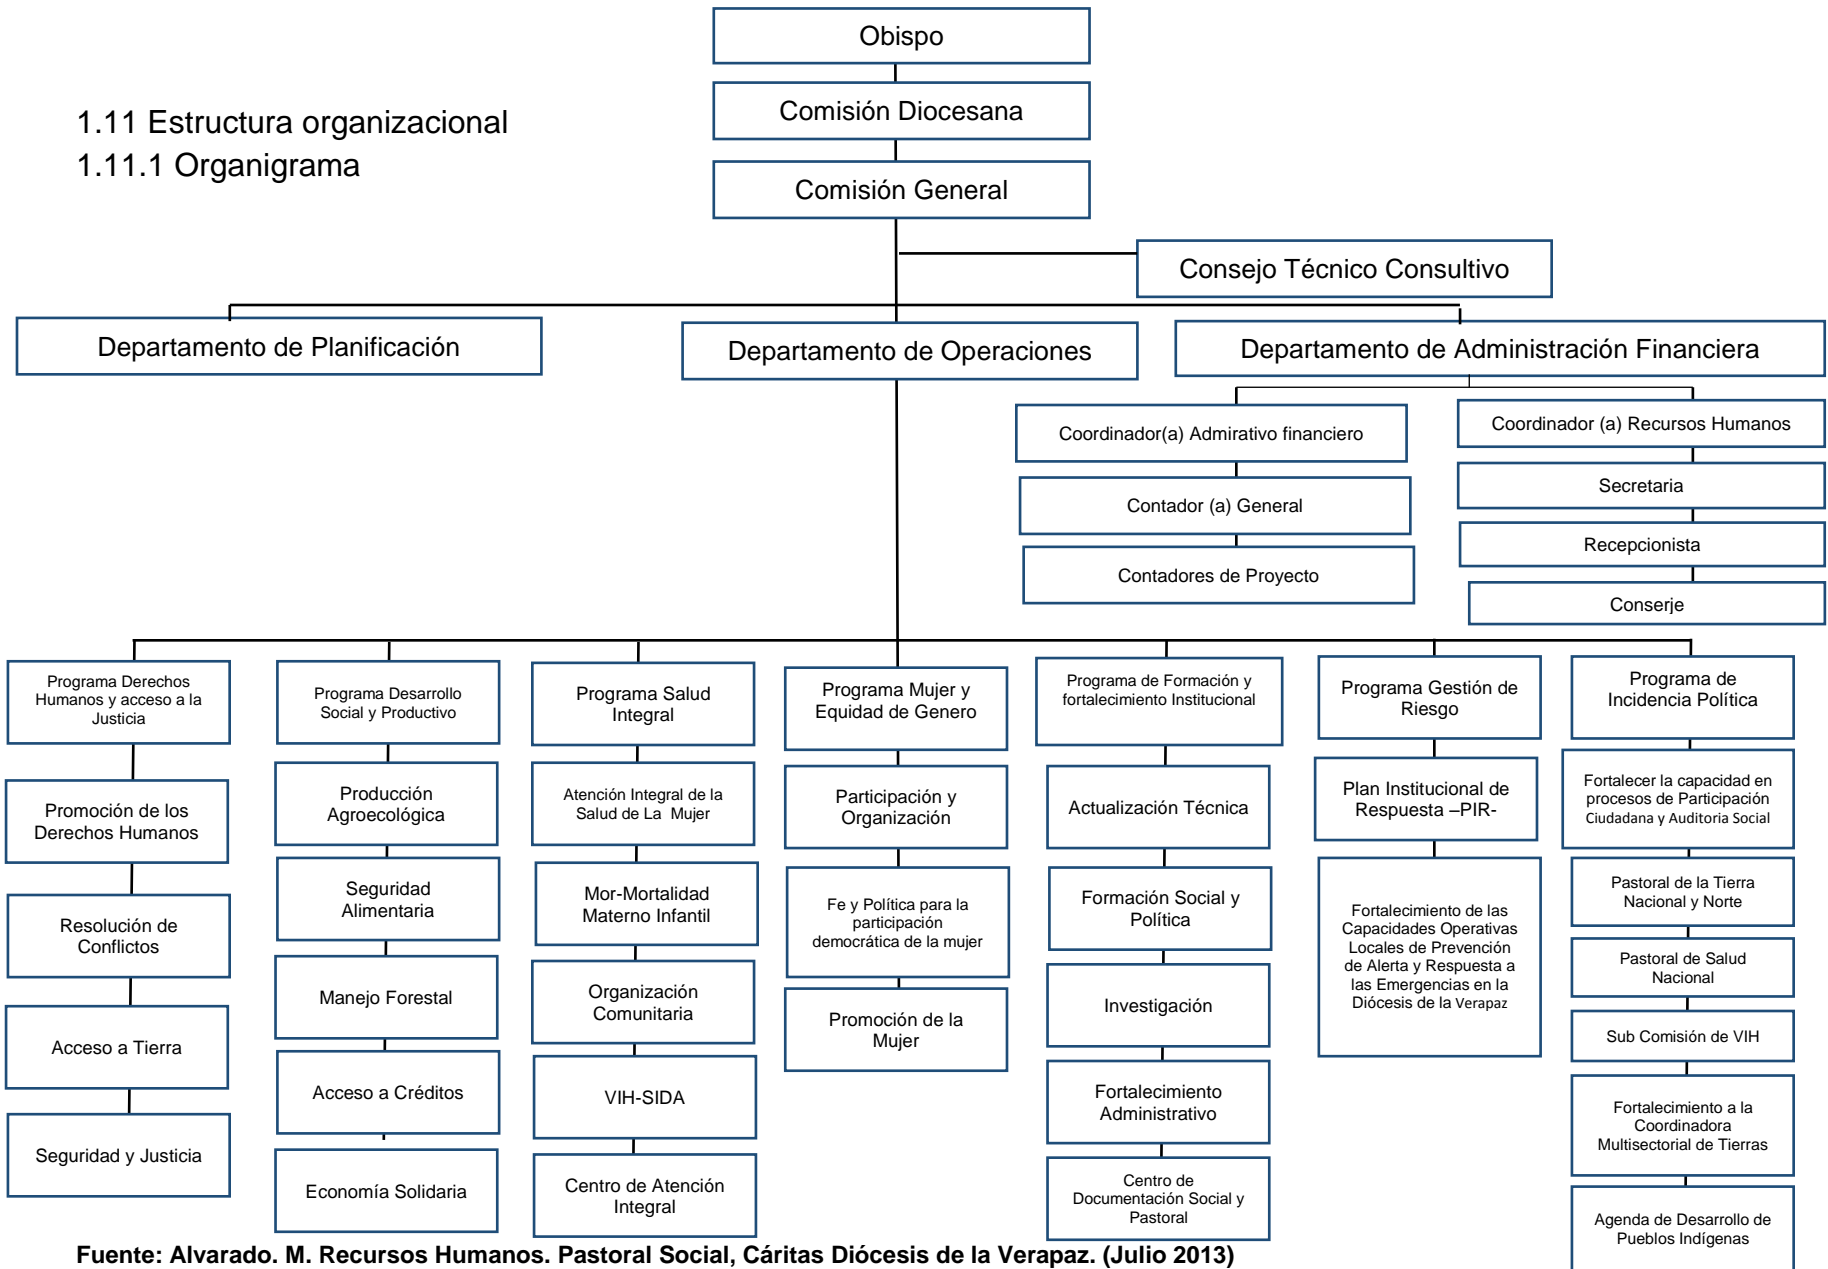 Obispo
1.11 Estructura organizacional
1.11.1 Organigrama
Comisión Diocesana
Comisión General
Consejo Técnico Consultivo
Departamento de Planificación
Departamento de Operaciones
Departamento de Administración Financiera
Coordinador(a) Admirativo financiero
Contador (a) General
Contadores de Proyecto
Coordinador (a) Recursos Humanos
Secretaria
Recepcionista
Conserje
Programa Derechos
Humanos y acceso a la
Justicia
Promoción de los
Derechos Humanos
Resolución de
Conflictos
Acceso a Tierra
Seguridad y Justicia
Programa Desarrollo
Social y Productivo
Producción
Agroecológica
Seguridad
Alimentaria
Manejo Forestal
Acceso a Créditos
Economía Solidaria
Programa Salud
Integral
Atención Integral de la
Salud de La Mujer
Mor-Mortalidad
Materno Infantil
Organización
Comunitaria
VIH-SIDA
Centro de Atención
Integral
Programa Mujer y
Equidad de Genero
Participación y
Organización
Fe y Política para la
participación
democrática de la mujer
Promoción de la
Mujer
Programa de Formación y
fortalecimiento Institucional
Actualización Técnica
Formación Social y
Política
Investigación
Fortalecimiento
Administrativo
Centro de
Documentación Social y
Pastoral
Programa Gestión de
Riesgo
Plan Institucional de
Respuesta –PIR-
Fortalecimiento de las
Capacidades Operativas
Locales de Prevención
de Alerta y Respuesta a
las Emergencias en la
Diócesis de la Verapaz
Programa de
Incidencia Política
Fortalecer la capacidad en
procesos de Participación
Ciudadana y Auditoria Social
Pastoral de la Tierra
Nacional y Norte
Pastoral de Salud
Nacional
Sub Comisión de VIH
Fortalecimiento a la
Coordinadora
Multisectorial de Tierras
Agenda de Desarrollo de
Pueblos Indígenas
Fuente: Alvarado. M. Recursos Humanos. Pastoral Social, Cáritas Diócesis de la Verapaz. (Julio 2013)